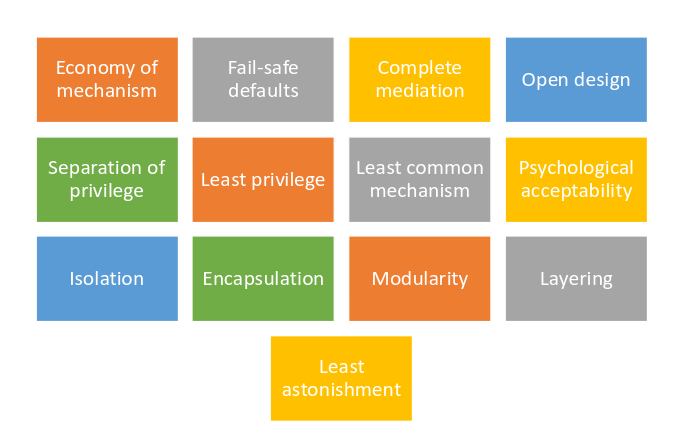 Economy of
mechanism
Fail-safe
defaults
Complete
mediation
Open design
Separation of
privilege
Least privilege
Least common
mechanism
Psychological
acceptability
Isolation
Encapsulation
Modularity
Layering
Least
astonishment